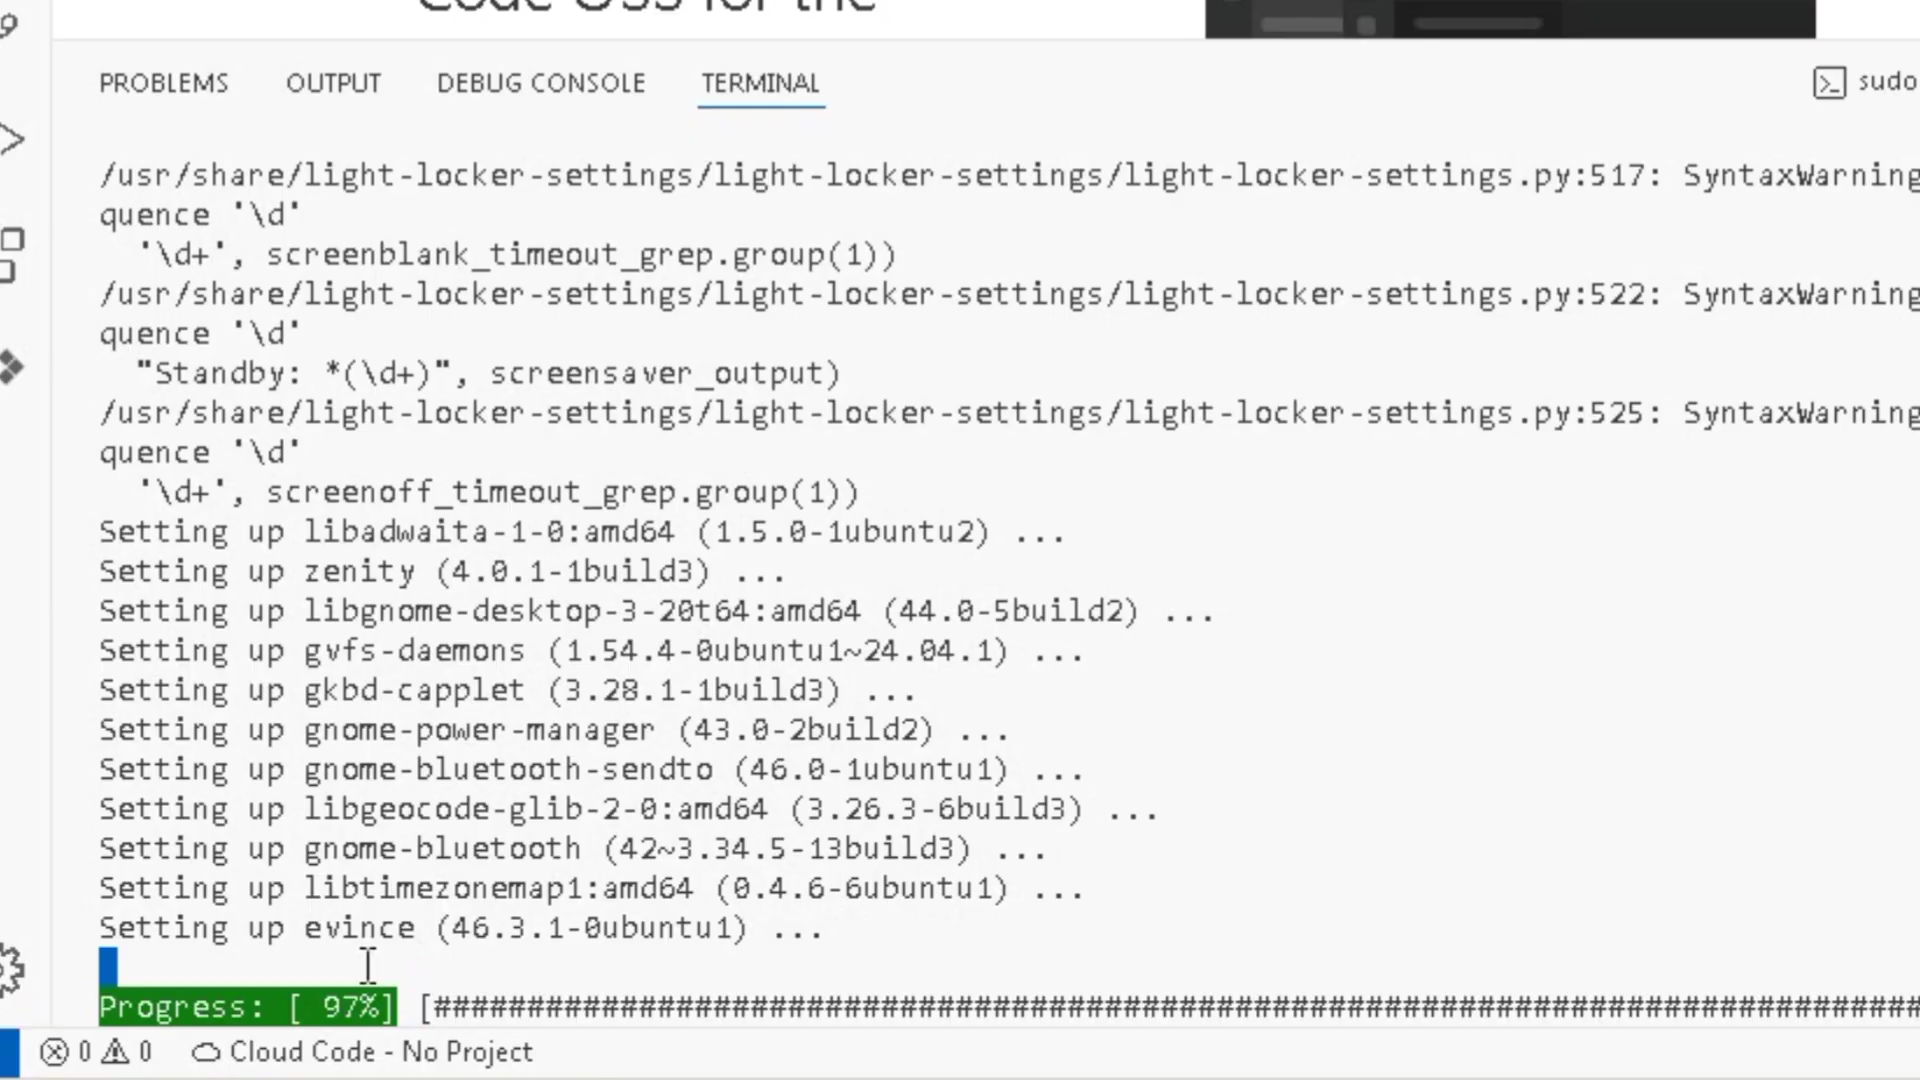 Code OSS for the
PROBLEMS OUTPUT DEBUG CONSOLE TERMINAL sudo
/usr/share/light-locker-settings/light-locker-settings/light-locker-settings.py:517: SyntaxWarning
quence '\d'
'\d+', screenblank_timeout_grep.group(1))
/usr/share/light-locker-settings/light-locker-settings/light-locker-settings.py:522: SyntaxWarning
quence '\d'
"Standby: *(\d+)", screensaver_output)
/usr/share/light-locker-settings/light-locker-settings/light-locker-settings.py:525: SyntaxWarning
quence '\d'
'\d+', screenoff_timeout_grep.group(1))
Setting up libadwaita-1-0:amd64 (1.5.0-1ubuntu2) ...
Setting up zenity (4.0.1-1build3) ...
Setting up libgnome-desktop-3-20t64:amd64 (44.0-5build2) ...
Setting up gvfs-daemons (1.54.4-0ubuntu1~24.04.1) ...
Setting up gkbd-capplet (3.28.1-1build3) ...
Setting up gnome-power-manager (43.0-2build2) ...
Setting up gnome-bluetooth-sendto (46.0-1ubuntu1) ...
Setting up libgeocode-glib-2-0:amd64 (3.26.3-6build3) ...
Setting up gnome-bluetooth (42~3.34.5-13build3) ...
Setting up libtimezonemap1:amd64 (0.4.6-6ubuntu1) ...
Setting up evince (46.3.1-0ubuntu1) ...
Progress: [ 97%] [################################################################################
0 0 Cloud Code - No Project